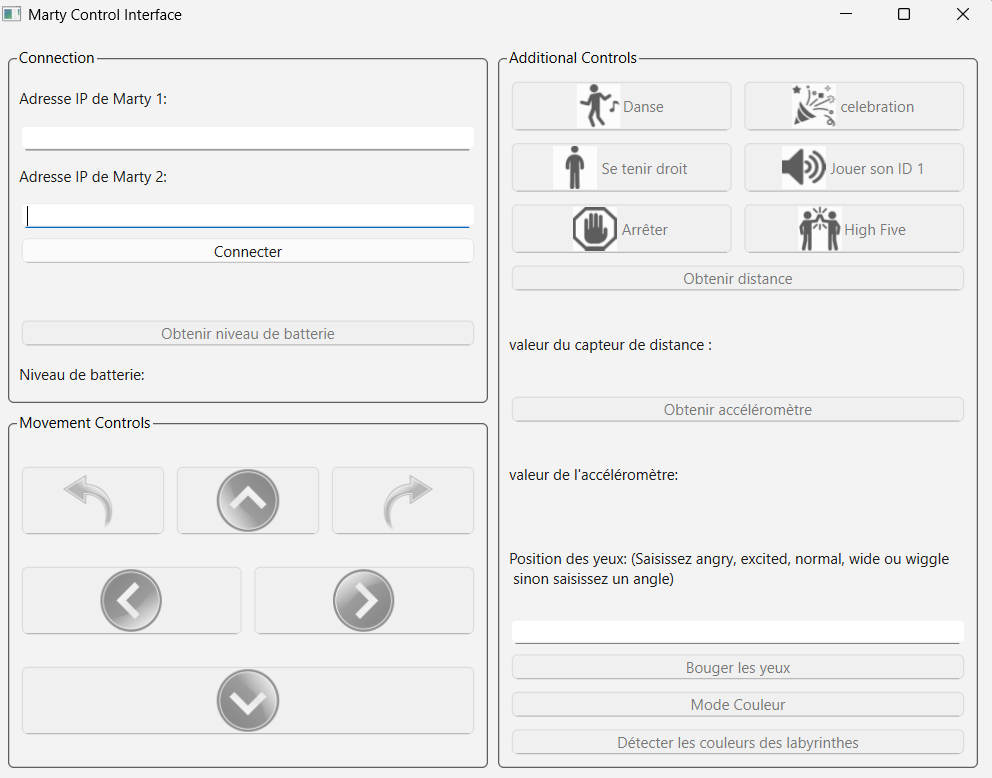 Marty Control Interface
Connection
Adresse IP de Marty 1:
Adresse IP de Marty 2:
Connecter
Obtenir niveau de batterie
Niveau de batterie:
Movement Controls
Additional Controls
Danse
celebration
Se tenir droit
Jouer son ID 1
Arrêter
High Five
Obtenir distance
valeur du capteur de distance :
Obtenir accéléromètre
valeur de l'accéléromètre:
Position des yeux: (Saisissez angry, excited, normal, wide ou wiggle
sinon saisissez un angle)
Bouger les yeux
Mode Couleur
Détecter les couleurs des labyrinthes